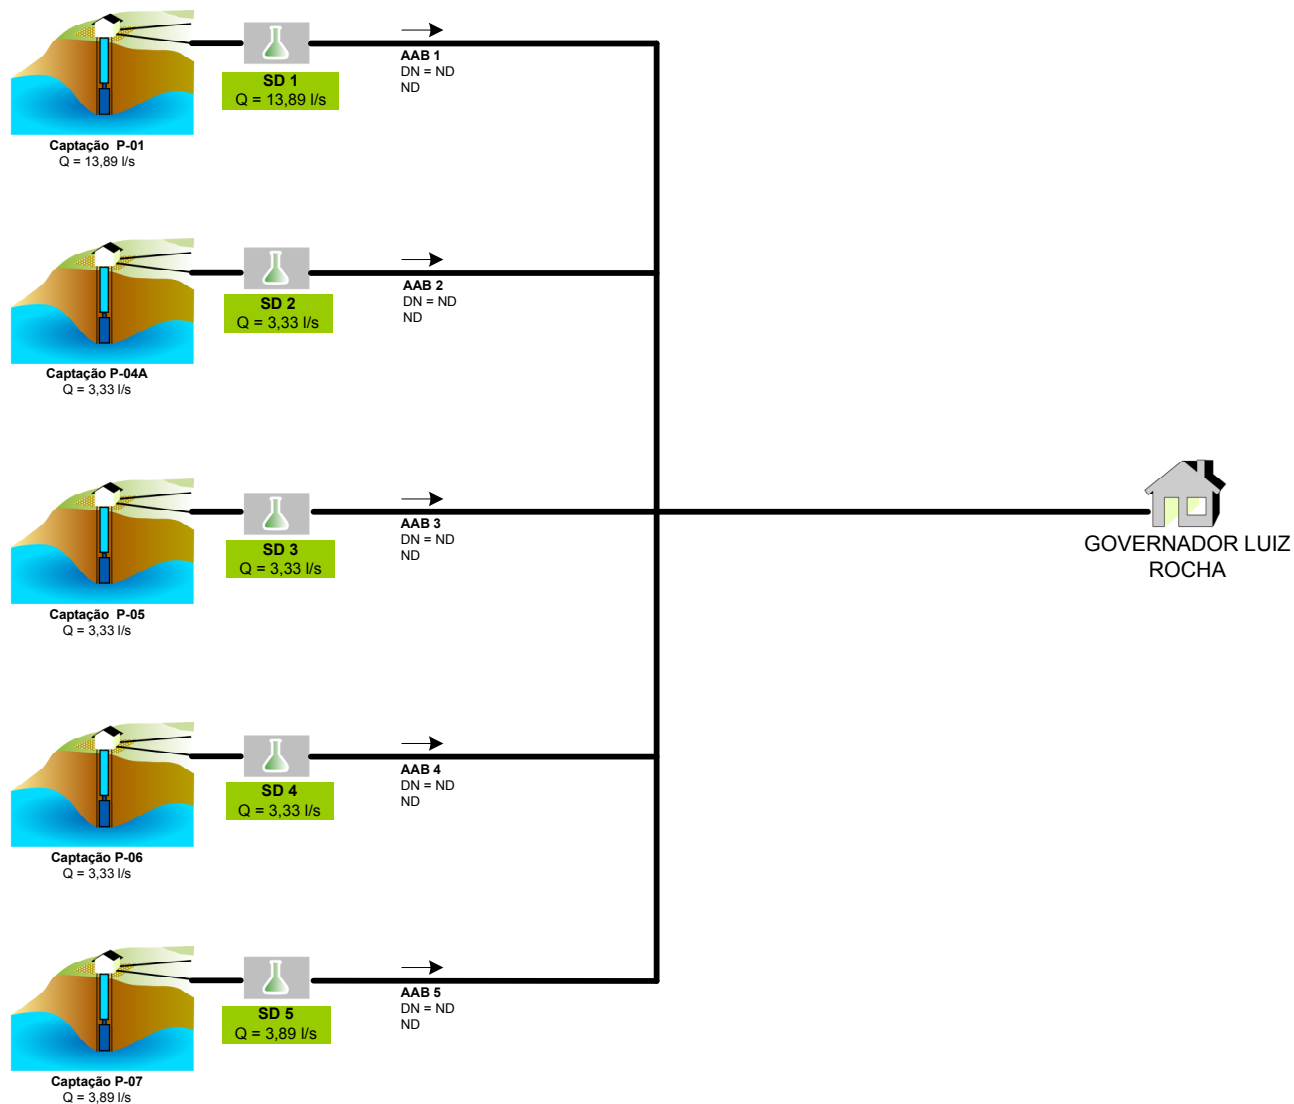 SD 1
Q = 13,89 l/s
AAB 1
DN = ND
ND
Captação P-01
Q = 13,89 l/s
SD 2
Q = 3,33 l/s
AAB 2
DN = ND
ND
Captação P-04A
Q = 3,33 l/s
SD 3
Q = 3,33 l/s
AAB 3
DN = ND
ND
Captação P-05
Q = 3,33 l/s
GOVERNADOR LUIZ
ROCHA
SD 4
Q = 3,33 l/s
AAB 4
DN = ND
ND
Captação P-06
Q = 3,33 l/s
SD 5
Q = 3,89 l/s
AAB 5
DN = ND
ND
Captação P-07
Q = 3,89 l/s